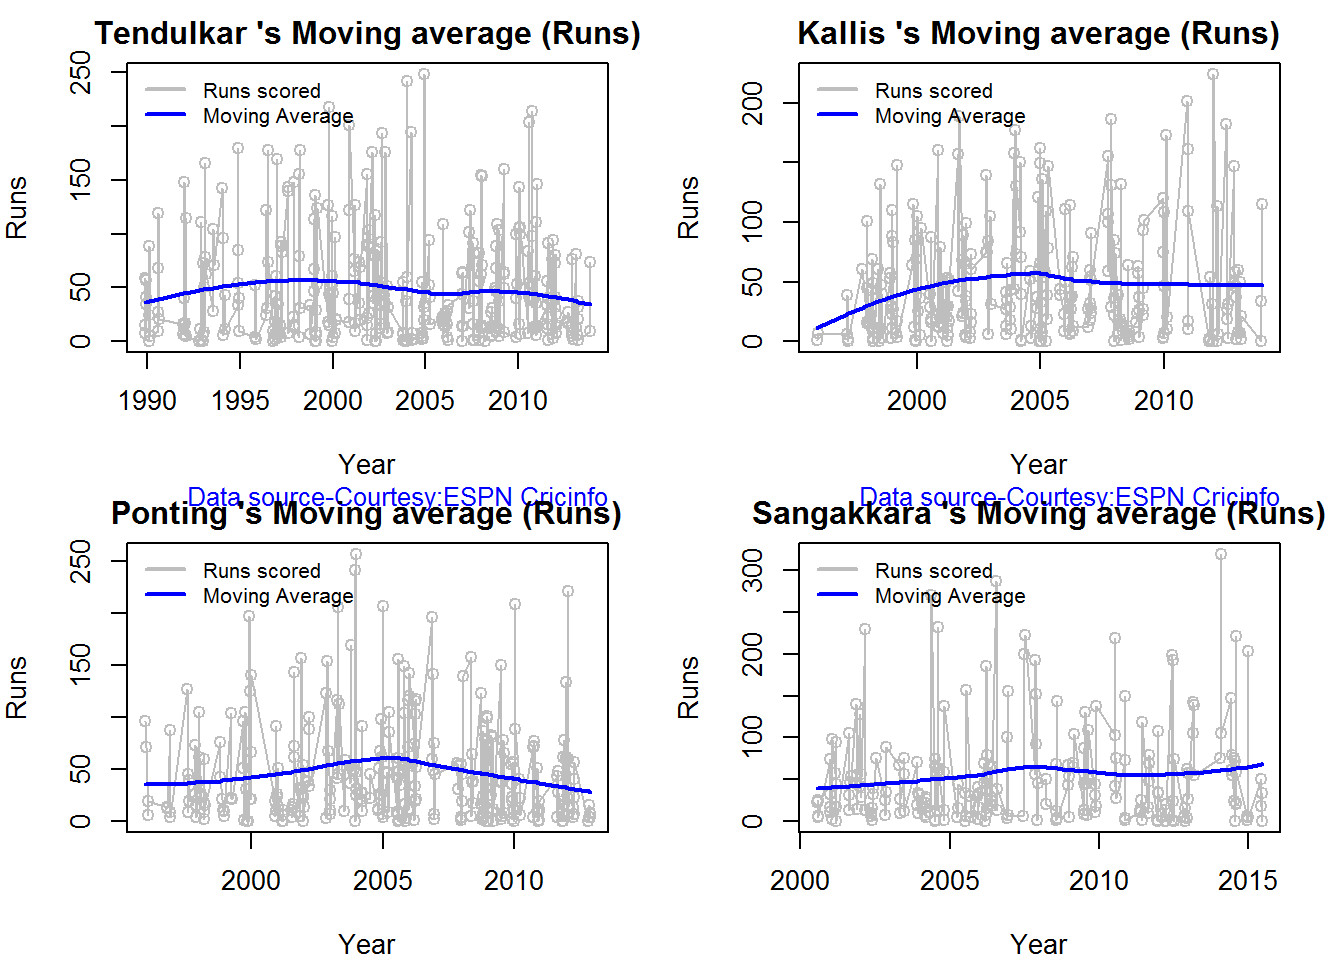 Tendulkar 's Moving average (Runs)
Runs scored
Moving Average
Runs
0
50
150
250
1990 1995 2000 2005 2010
Year
Data source-Courtesy:ESPN Cricinfo
Kallis 's Moving average (Runs)
Runs scored
Moving Average
Runs
0
50
100
200
2000 2005 2010
Year
Data source-Courtesy:ESPN Cricinfo
Ponting 's Moving average (Runs)
Runs scored
Moving Average
Runs
0
50
150
250
2000 2005 2010
Year
Sangakkara 's Moving average (Runs)
Runs scored
Moving Average
Runs
0
100
200
300
2000 2005 2010 2015
Year